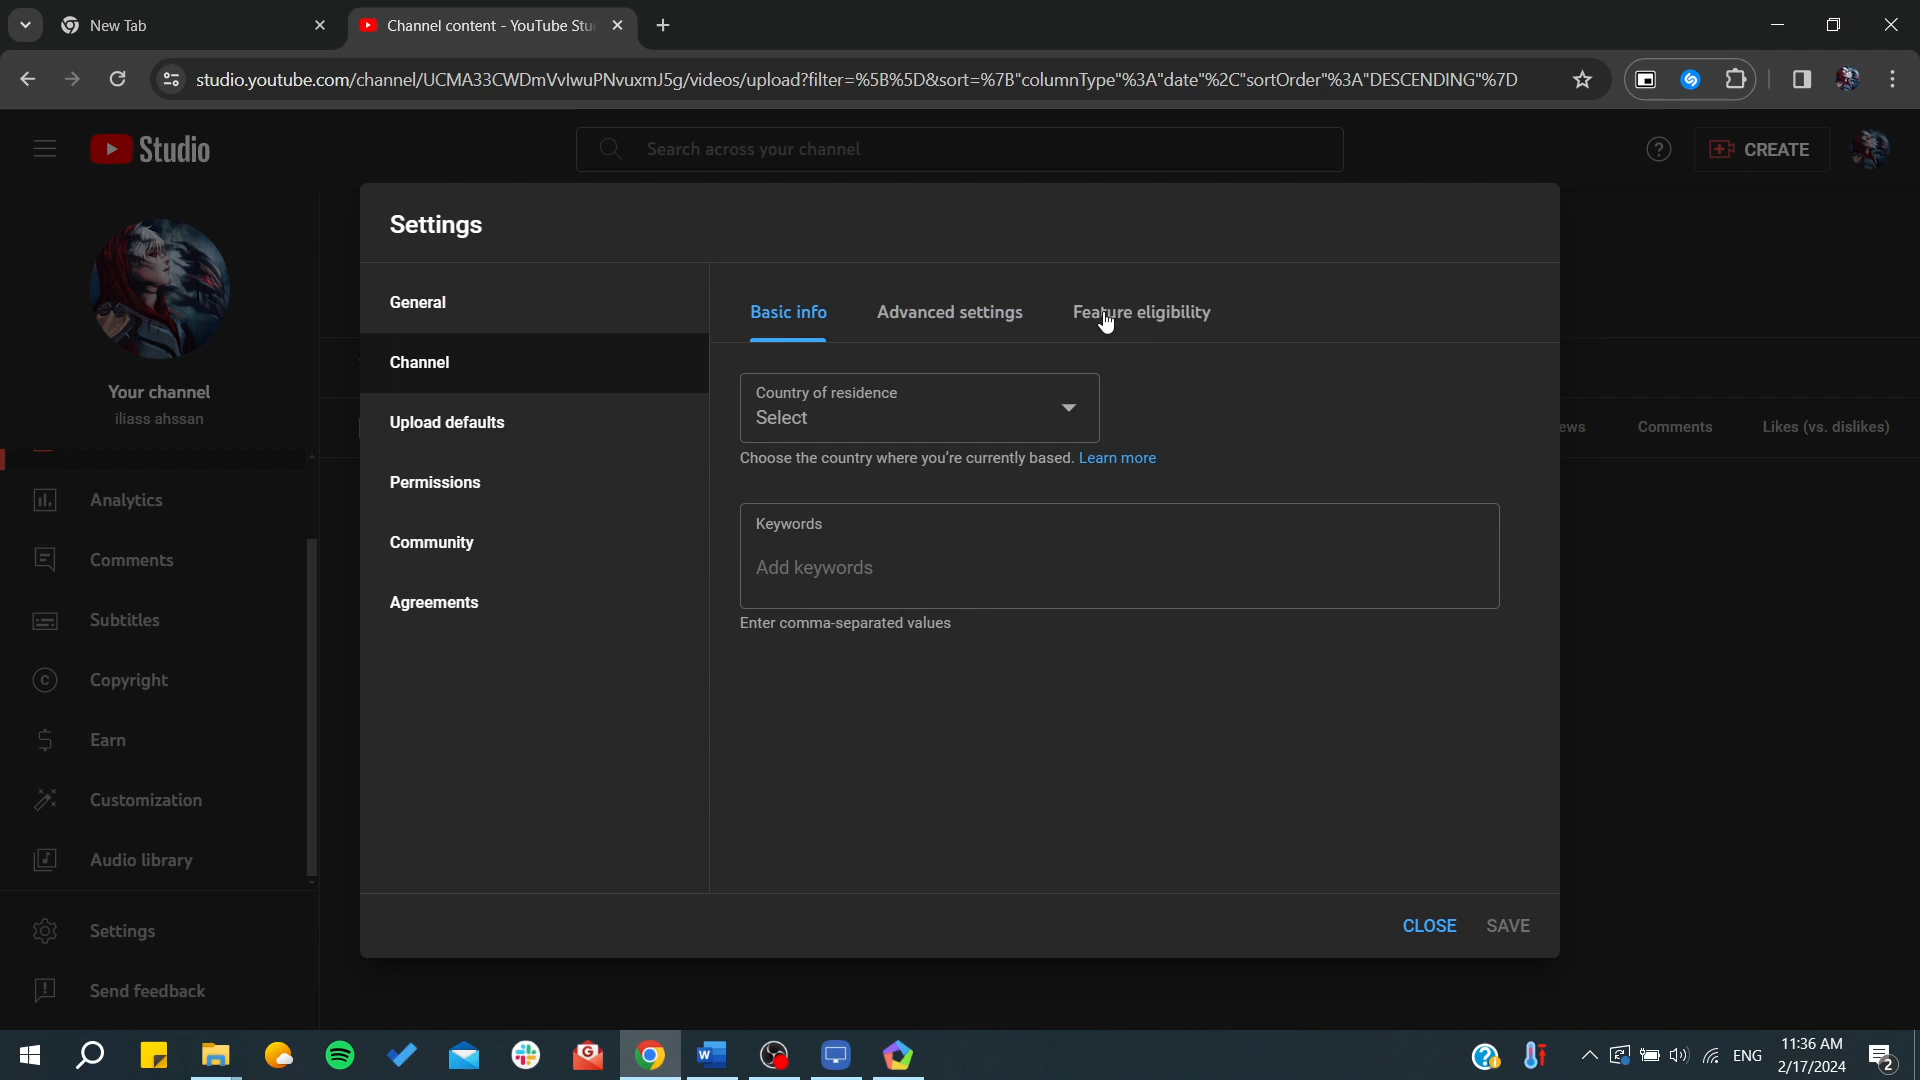 New Tab
Channel content - YouTube Stu
studio.youtube.com/channel/UCMA33CWDmVvlwuPNvuxmJ5g/videos/upload?filter=%5B%5D&sort=%7B"columnType"%3A"date"%2C"sortOrder"%3A"DESCENDING"%7D
Studio
Search across your channel
CREATE
Your channel
iliass ahssan
Analytics
Comments
Subtitles
Copyright
Earn
Customization
Audio library
Settings
Send feedback
Settings
General
Channel
Upload defaults
Permissions
Community
Agreements
Basic info
Advanced settings
Feature eligibility
Country of residence
Select
Choose the country where you're currently based. Learn more
Keywords
Add keywords
Enter comma-separated values
CLOSE
SAVE
ews
Comments
Likes (vs. dislikes)
ENG
11:36 AM
2/17/2024
2